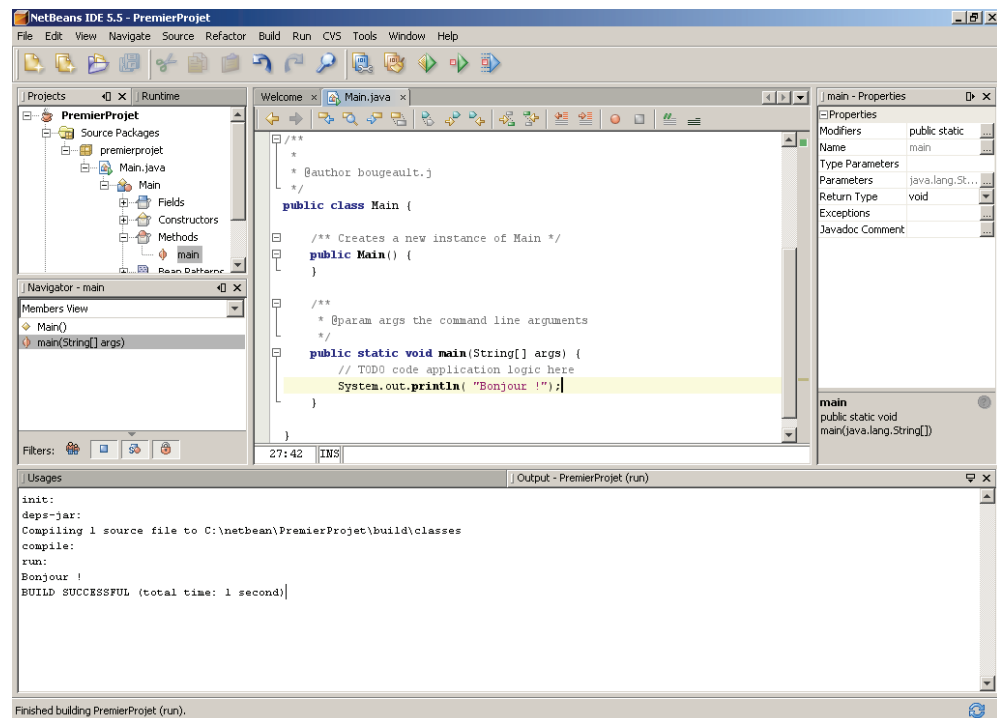 NetBeans IDE 5.5 - PremierProjet
File Edit View Navigate Source Refactor Build Run CVS Tools Window Help
Projects
Runtime
PremierProjet
Source Packages
premierprojet
Main.java
Main
Fields
Constructors
Methods
main
Bean Patterns
Navigator - main
Members View
Main()
main(String[] args)
Filters:
Welcome x Main.java x
/**
*
* @author bougeault.j
*/
public class Main {
/** Creates a new instance of Main */
public Main() {
}
/**
* @param args the command line arguments
*/
public static void main(String[] args) {
// TODO code application logic here
System.out.println( "Bonjour !");
}
}
27:42 INS
main - Properties
Properties
Modifiers public static ...
Name main ...
Type Parameters
Parameters java.lang.St... ...
Return Type void
Exceptions ...
Javadoc Comment ...
main
public static void
main(java.lang.String[])
Usages
Output - PremierProjet (run)
init:
deps-jar:
Compiling 1 source file to C:\netbean\PremierProjet\build\classes
compile:
run:
Bonjour !
BUILD SUCCESSFUL (total time: 1 second)
Finished building PremierProjet (run).